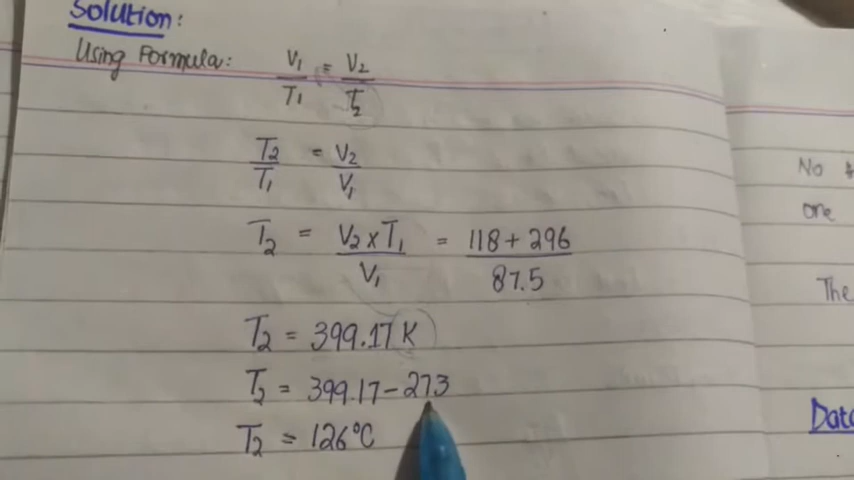 Solution:
Using Formula: V₁/T₁ = V₂/T₂
T₂/T₁ = V₂/V₁
T₂ = V₂ x T₁/V₁ = 118 + 296/87.5
T₂ = 399.17 K
T₂ = 399.17 - 273
T₂ = 126°C
No
one
The
Data